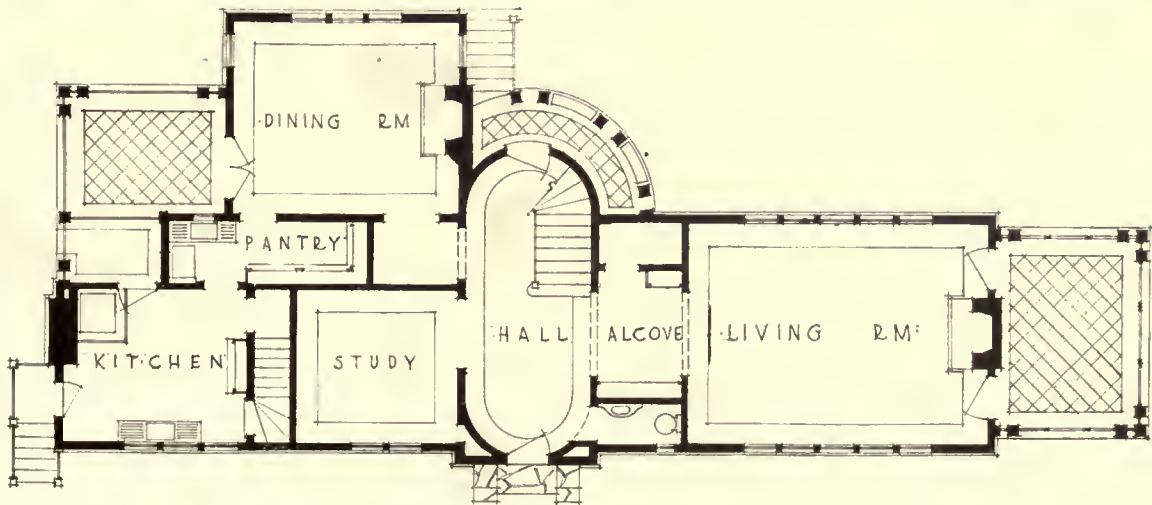 DINING RM
PANTRY
KITCHEN
STUDY
HALL
ALCOVE
LIVING RM